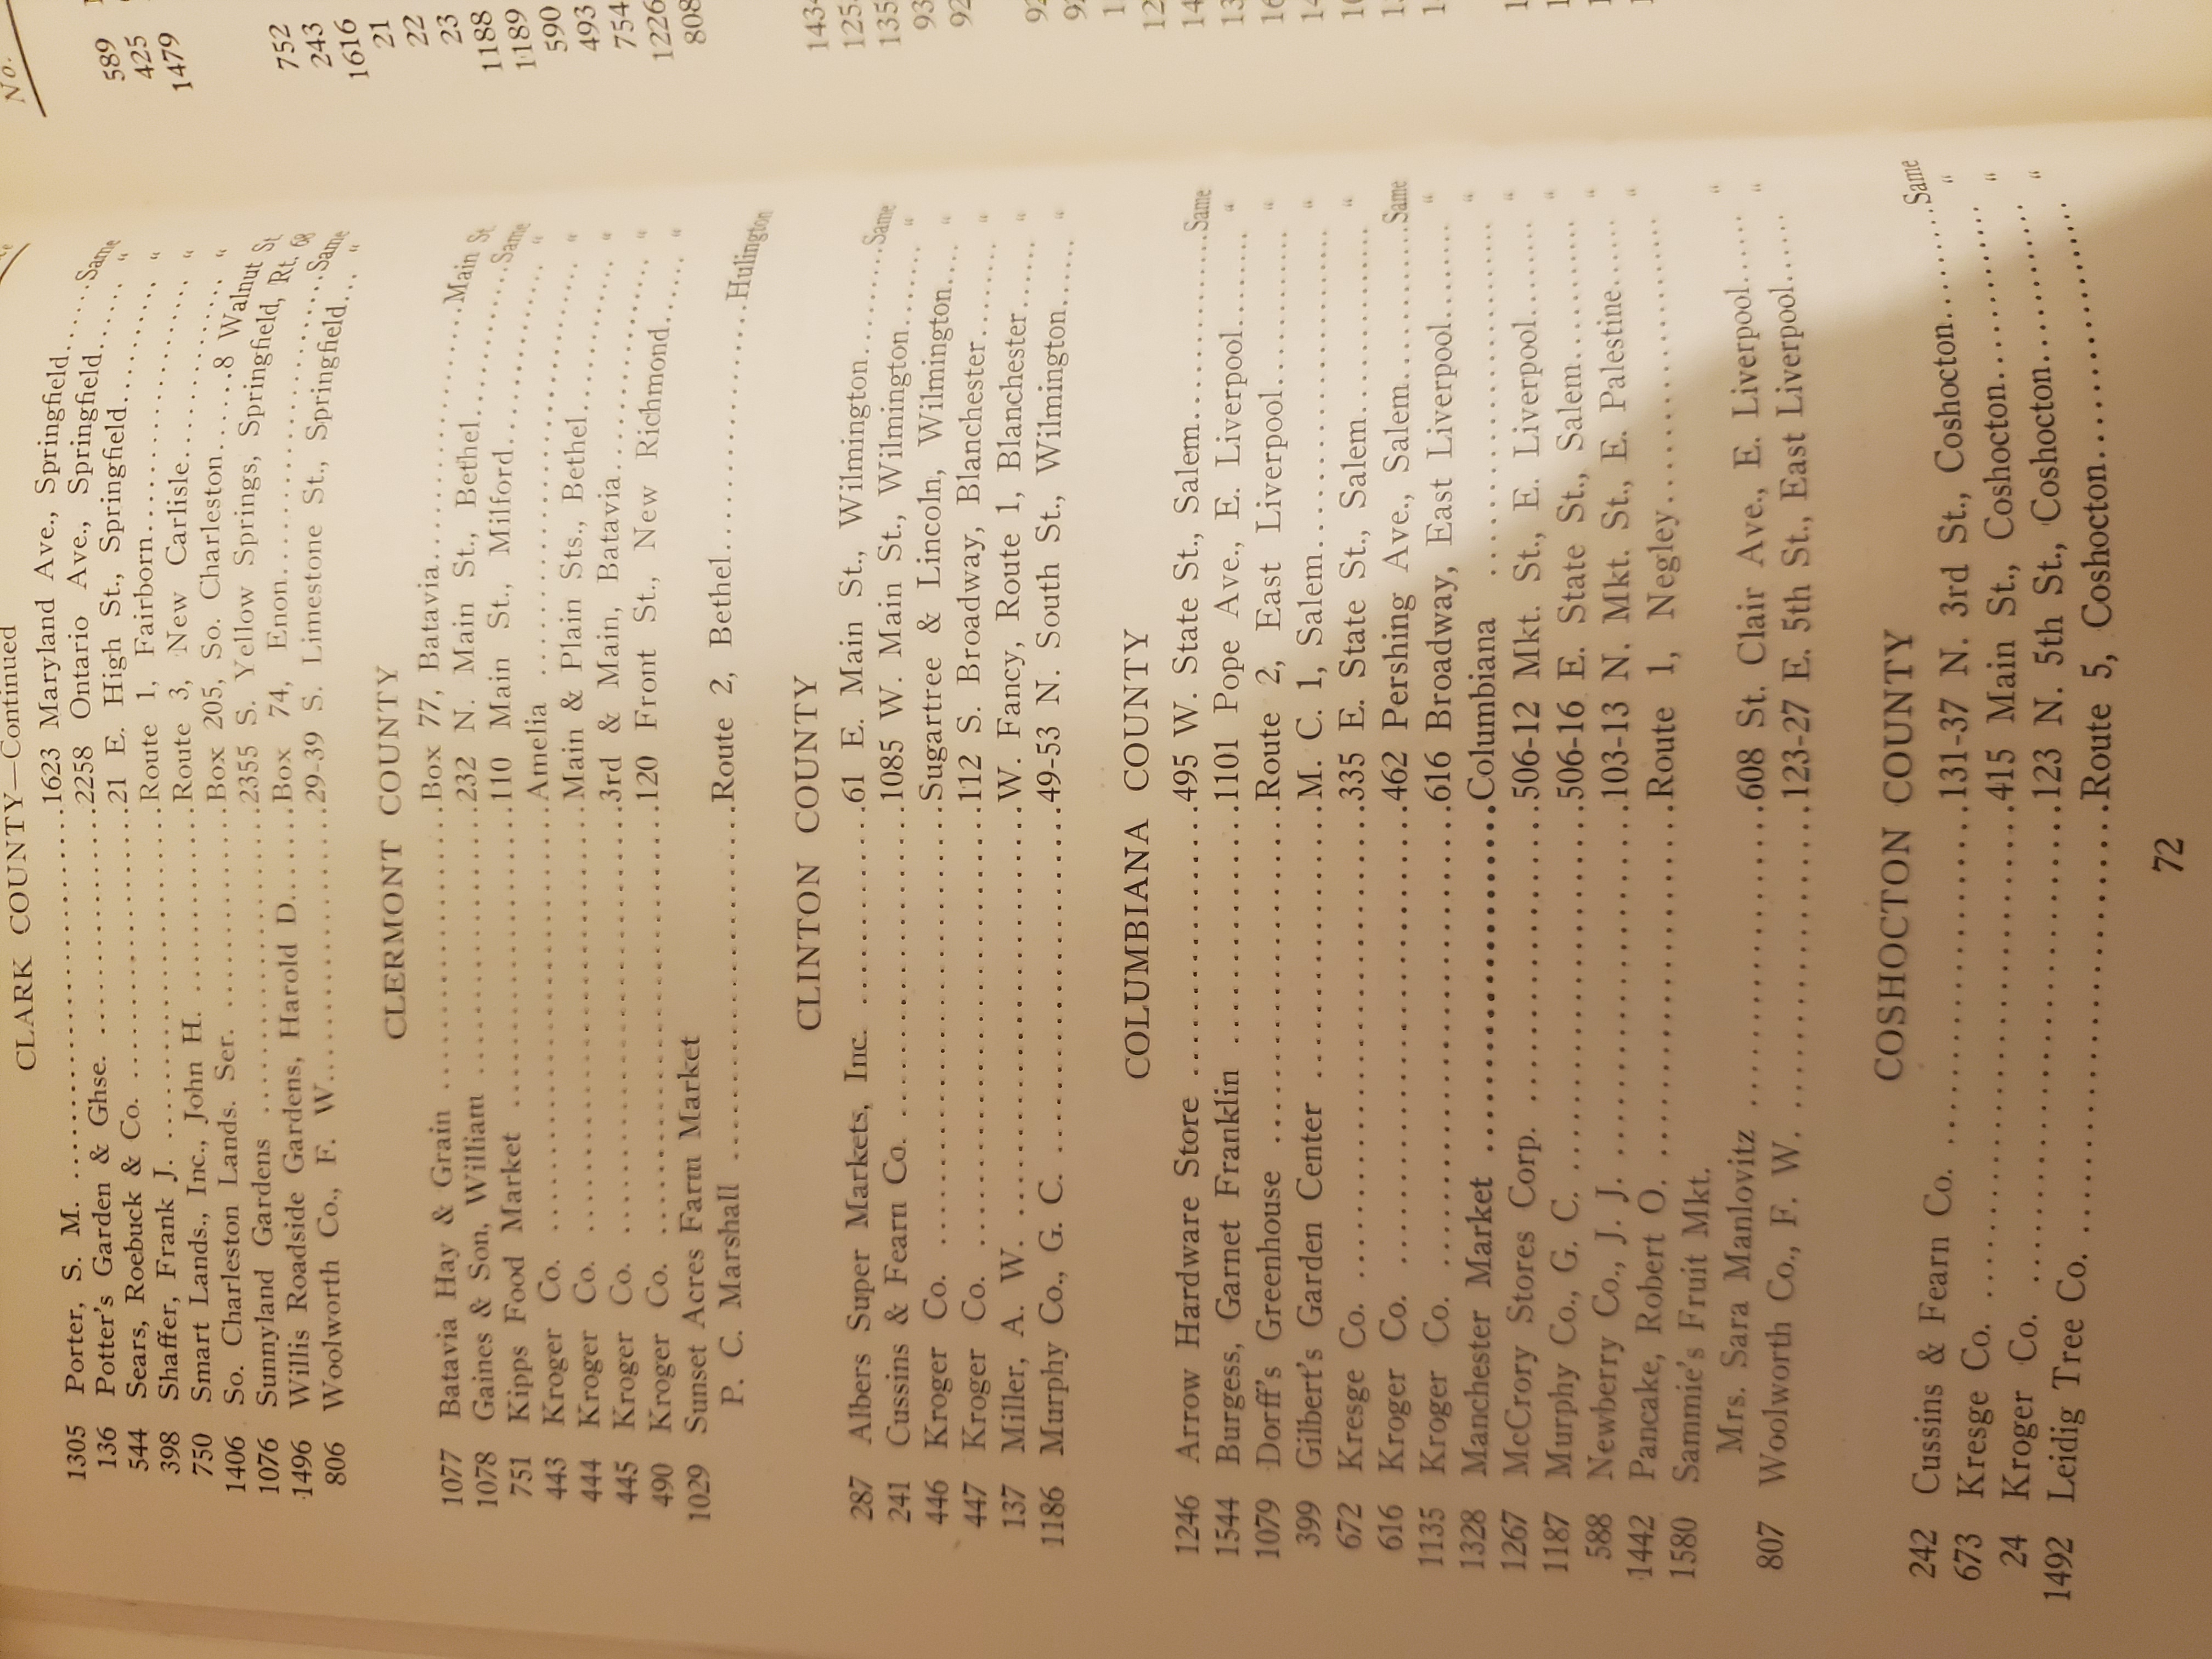 CLARK COUNTY—Continued
1305 Porter, S. M. ........1623 Maryland Ave., Springfield......Same
136 Potter's Garden & Ghse. ........2258 Ontario Ave., Springfield......"
544 Sears, Roebuck & Co. ........21 E. High St., Springfield........"
398 Shaffer, Frank J. ........Route 1, Fairborn........"
750 Smart Lands., Inc., John H. ........Route 3, New Carlisle........"
1406 So. Charleston Lands. Ser. ........Box 205, So. Charleston.....8 Walnut St
1076 Sunnyland Gardens ........2355 S. Yellow Springs, Springfield, Rt. 68
1496 Willis Roadside Gardens, Harold D......Box 74, Enon........Same
806 Woolworth Co., F. W........29-39 S. Limestone St., Springfield...."
CLERMONT COUNTY
1077 Batavia Hay & Grain ........Box 77, Batavia........Main St
1078 Gaines & Son, William ........232 N. Main St., Bethel........Same
751 Kipps Food Market ........110 Main St., Milford........"
443 Kroger Co. ........Amelia ........"
444 Kroger Co. ........Main & Plain Sts., Bethel........"
445 Kroger Co. ........3rd & Main, Batavia........"
490 Kroger Co. ........120 Front St., New Richmond......"
1029 Sunset Acres Farm Market
P. C. Marshall ........Route 2, Bethel........Hulington
CLINTON COUNTY
287 Albers Super Markets, Inc. ........61 E. Main St., Wilmington........Same
241 Cussins & Fearn Co. ........1085 W. Main St., Wilmington......"
446 Kroger Co. ........Sugartree & Lincoln, Wilmington...."
447 Kroger Co. ........112 S. Broadway, Blanchester......."
137 Miller, A. W. ........W. Fancy, Route 1, Blanchester......"
1186 Murphy Co., G. C. ........49-53 N. South St., Wilmington......"
COLUMBIANA COUNTY
1246 Arrow Hardware Store ........495 W. State St., Salem........Same
1544 Burgess, Garnet Franklin ........1101 Pope Ave., E. Liverpool........"
1079 Dorff's Greenhouse ........Route 2, East Liverpool........"
399 Gilbert's Garden Center ........M. C. 1, Salem........"
672 Kresge Co. ........335 E. State St., Salem........"
616 Kroger Co. ........462 Pershing Ave., Salem........Same
1135 Kroger Co. ........616 Broadway, East Liverpool......"
1328 Manchester Market ........Columbiana ........"
1267 McCrory Stores Corp. ........506-12 Mkt. St., E. Liverpool......"
1187 Murphy Co., G. C. ........506-16 E. State St., Salem........"
588 Newberry Co., J. J. ........103-13 N. Mkt. St., E. Palestine....."
1442 Pancake, Robert O. ........Route 1, Negley........"
1580 Sammie's Fruit Mkt.
Mrs. Sara Manlovitz ........608 St. Clair Ave., E. Liverpool....."
807 Woolworth Co., F. W. ........123-27 E. 5th St., East Liverpool....."
COSHOCTON COUNTY
242 Cussins & Fearn Co. ........131-37 N. 3rd St., Coshocton........Same
673 Kresge Co. ........415 Main St., Coshocton........"
24 Kroger Co. ........123 N. 5th St., Coshocton........"
1492 Leidig Tree Co. ........Route 5, Coshocton........"
72
No.
589
425
1479
752
243
1616
21
22
23
1188
1189
590
493
754
1226
808